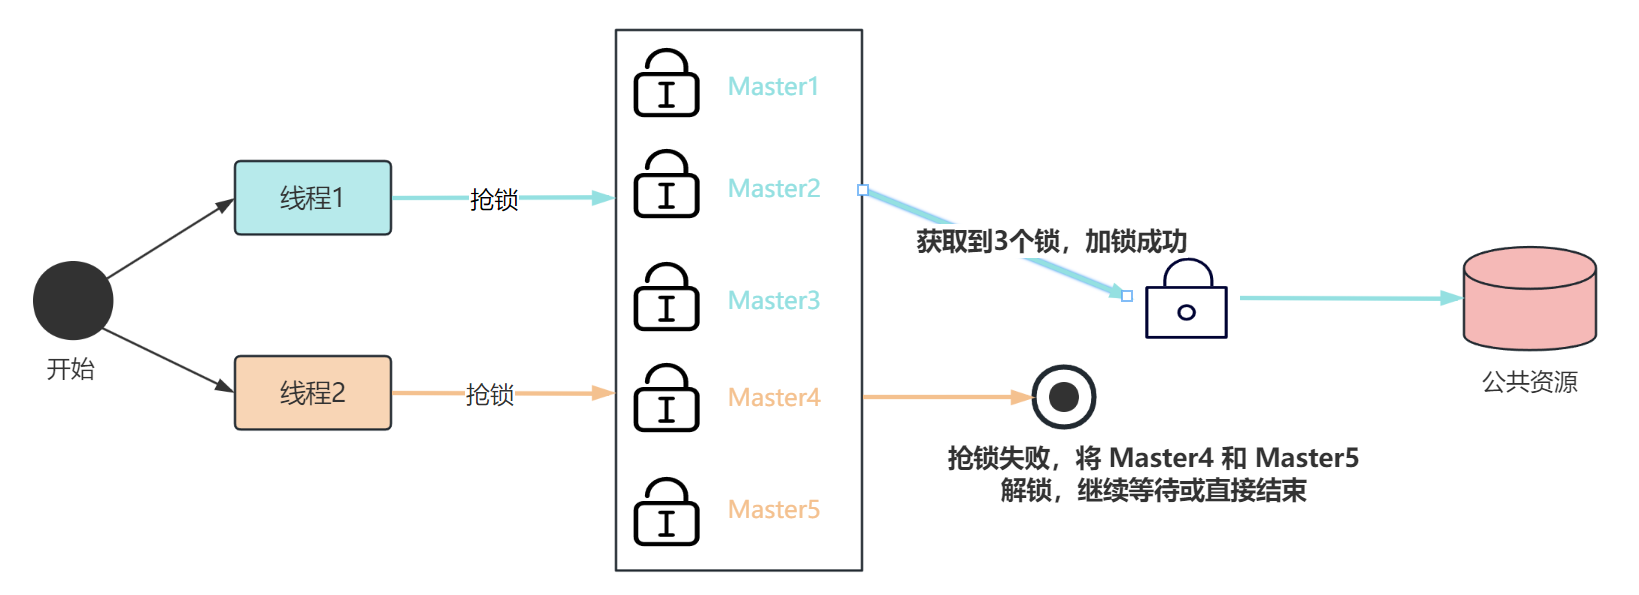 开始
线程1
线程2
抢锁
抢锁
Master1
Master2
Master3
Master4
Master5
获取到3个锁，加锁成功
抢锁失败，将 Master4 和 Master5
解锁，继续等待或直接结束
公共资源